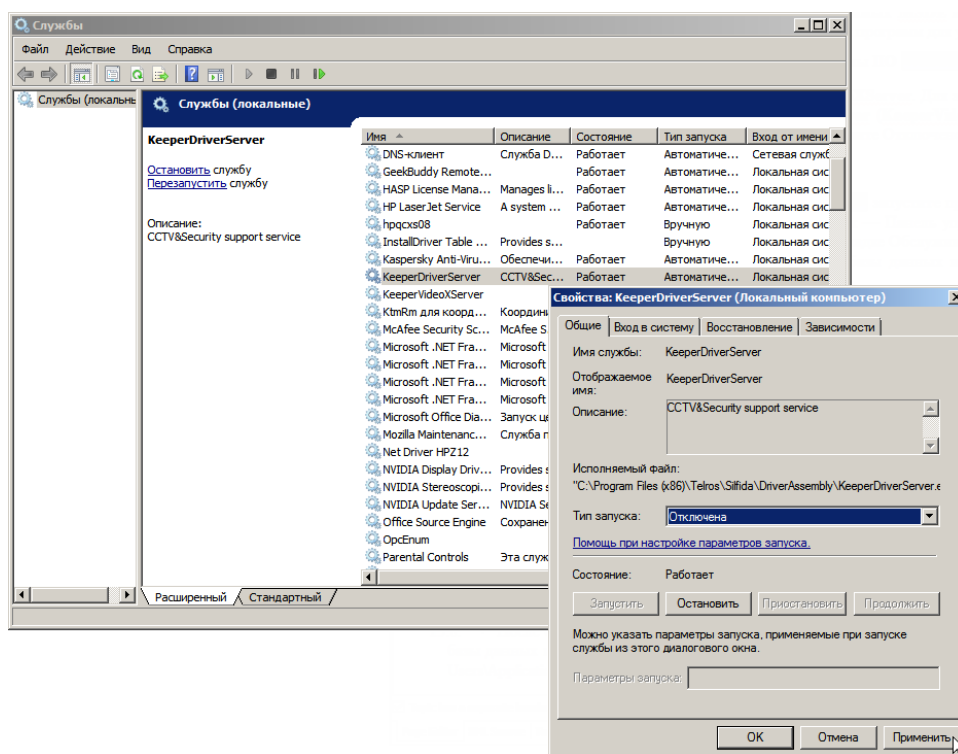 Службы
Файл Действие Вид Справка
Службы (локальнь
Службы (локальные)
KeeperDriverServer
Остановить службу
Перезапустить службу
Описание:
CCTV&Security support service
Имя Описание Состояние Тип запуска Вход от имени
DNS-клиент Служба D... Работает Автоматиче... Сетевая служб
GeekBuddy Remote... Работает Автоматиче... Локальная сис
HASP License Mana... Manages li... Работает Автоматиче... Локальная сис
HP LaserJet Service A system ... Работает Автоматиче... Локальная сис
hpqcxs08 Работает Вручную Локальная сис
InstallDriver Table ... Provides s... Вручную Локальная сис
Kaspersky Anti-Viru... Обеспечи... Работает Автоматиче... Локальная сис
KeeperDriverServer CCTV&Sec... Работает Автоматиче... Локальная сис
KeeperVideoXServer
KtmRm для коорд... Координи
McAfee Security Sc... McAfee S
Microsoft .NET Fra... Microsoft
Microsoft .NET Fra... Microsoft
Microsoft .NET Fra... Microsoft
Microsoft .NET Fra... Microsoft
Microsoft Office Dia... Запуск це
Mozilla Maintenanc... Служба п
Net Driver HPZ12
NVIDIA Display Driv... Provides s
NVIDIA Stereoscopi... Provides s
NVIDIA Update Ser... NVIDIA Se
Office Source Engine Сохранен
OpcEnum
Parental Controls Эта служ
Расширенный Стандартный
Свойства: KeeperDriverServer (Локальный компьютер)
Общие Вход в систему Восстановление Зависимости
Имя службы: KeeperDriverServer
Отображаемое
имя: KeeperDriverServer
Описание: CCTV&Security support service
Исполняемый файл:
"C:\Program Files (x86)\Telros\Silfida\DriverAssembly\KeeperDriverServer.e
Тип запуска: Отключена
Помощь при настройке параметров запуска.
Состояние: Работает
Запустить Остановить Приостановить Продолжить
Можно указать параметры запуска, применяемые при запуске
службы из этого диалогового окна.
Параметры запуска:
OK Отмена Применить